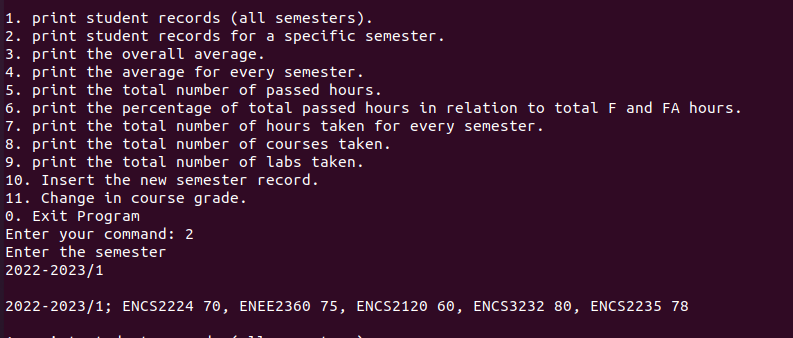 1. print student records (all semesters).
2. print student records for a specific semester.
3. print the overall average.
4. print the average for every semester.
5. print the total number of passed hours.
6. print the percentage of total passed hours in relation to total F and FA hours.
7. print the total number of hours taken for every semester.
8. print the total number of courses taken.
9. print the total number of labs taken.
10. Insert the new semester record.
11. Change in course grade.
0. Exit Program
Enter your command: 2
Enter the semester
2022-2023/1
2022-2023/1; ENCS2224 70, ENEE2360 75, ENCS2120 60, ENCS3232 80, ENCS2235 78